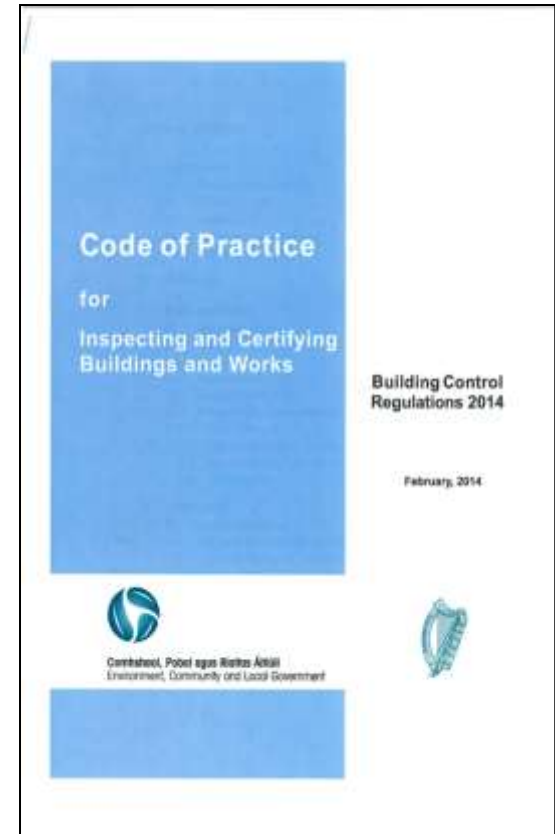 Code of Practice
for
Inspecting and Certifying
Buildings and Works
Building Control
Regulations 2014
February, 2014
Comhshaol, Pobal agus Rialtas Áitiúil
Environment, Community and Local Government